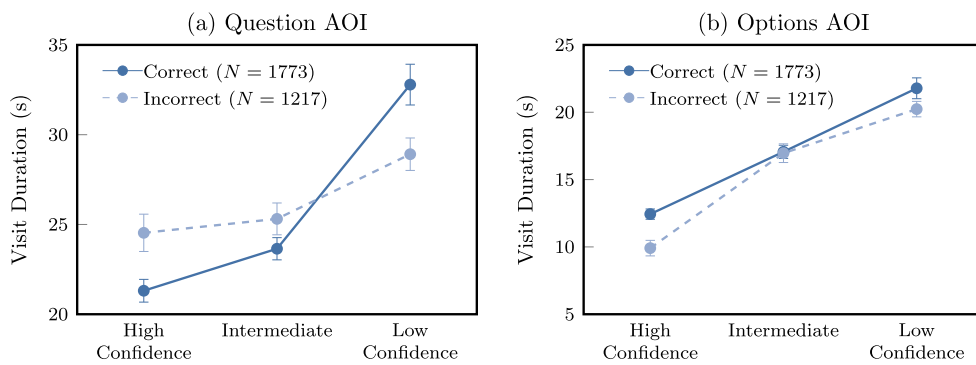 (a) Question AOI
Visit Duration (s)
35
30
25
20
Correct (N = 1773)
Incorrect (N = 1217)
High Confidence
Intermediate
Low Confidence
(b) Options AOI
Visit Duration (s)
25
20
15
10
5
Correct (N = 1773)
Incorrect (N = 1217)
High Confidence
Intermediate
Low Confidence